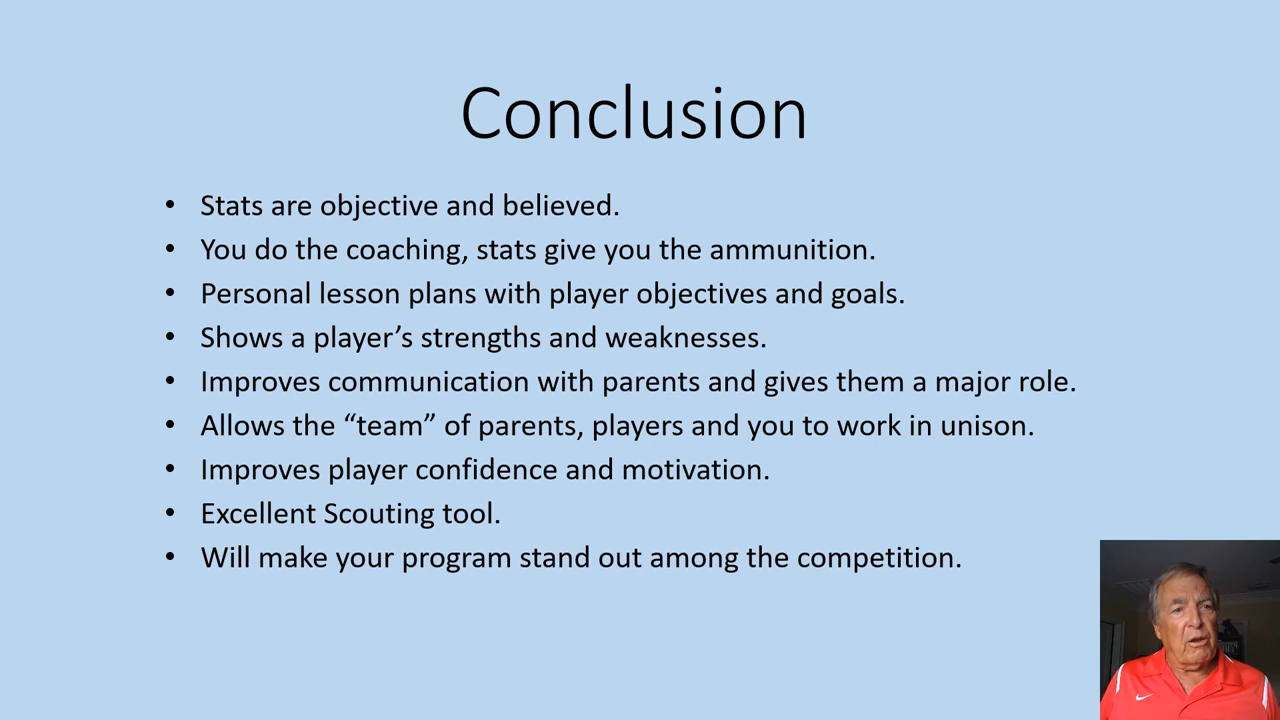 Conclusion
• Stats are objective and believed.
• You do the coaching, stats give you the ammunition.
• Personal lesson plans with player objectives and goals.
• Shows a player’s strengths and weaknesses.
• Improves communication with parents and gives them a major role.
• Allows the “team” of parents, players and you to work in unison.
• Improves player confidence and motivation.
• Excellent Scouting tool.
• Will make your program stand out among the competition.